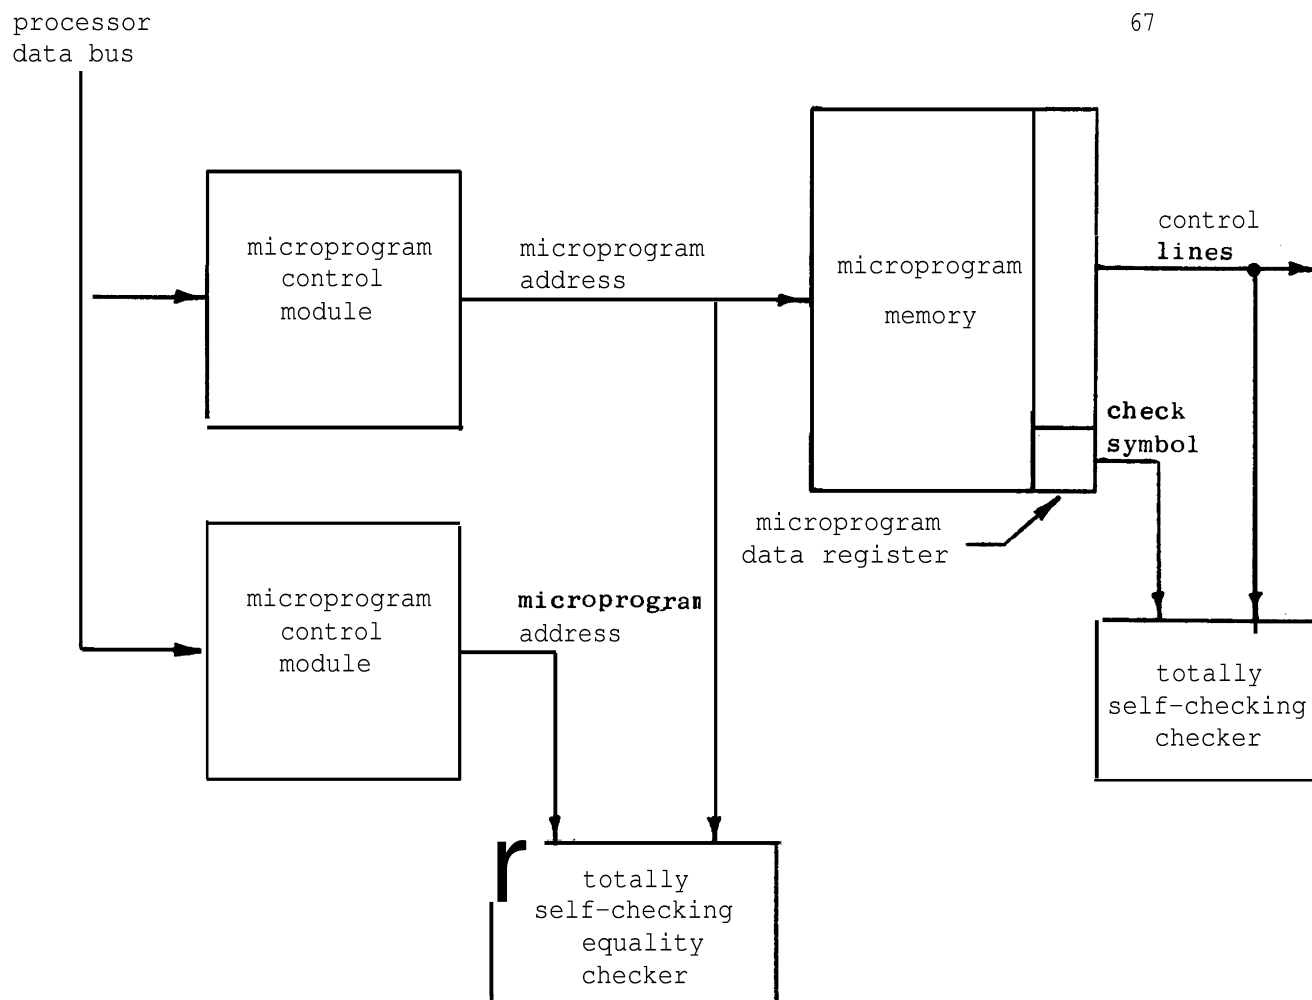 processor
data bus
67
microprogram
control
module
microprogram
address
microprogram
memory
control
lines
check
symbol
microprogram
data register
microprogram
control
module
microprogram
address
totally
self-checking
checker
totally
self-checking
equality
checker